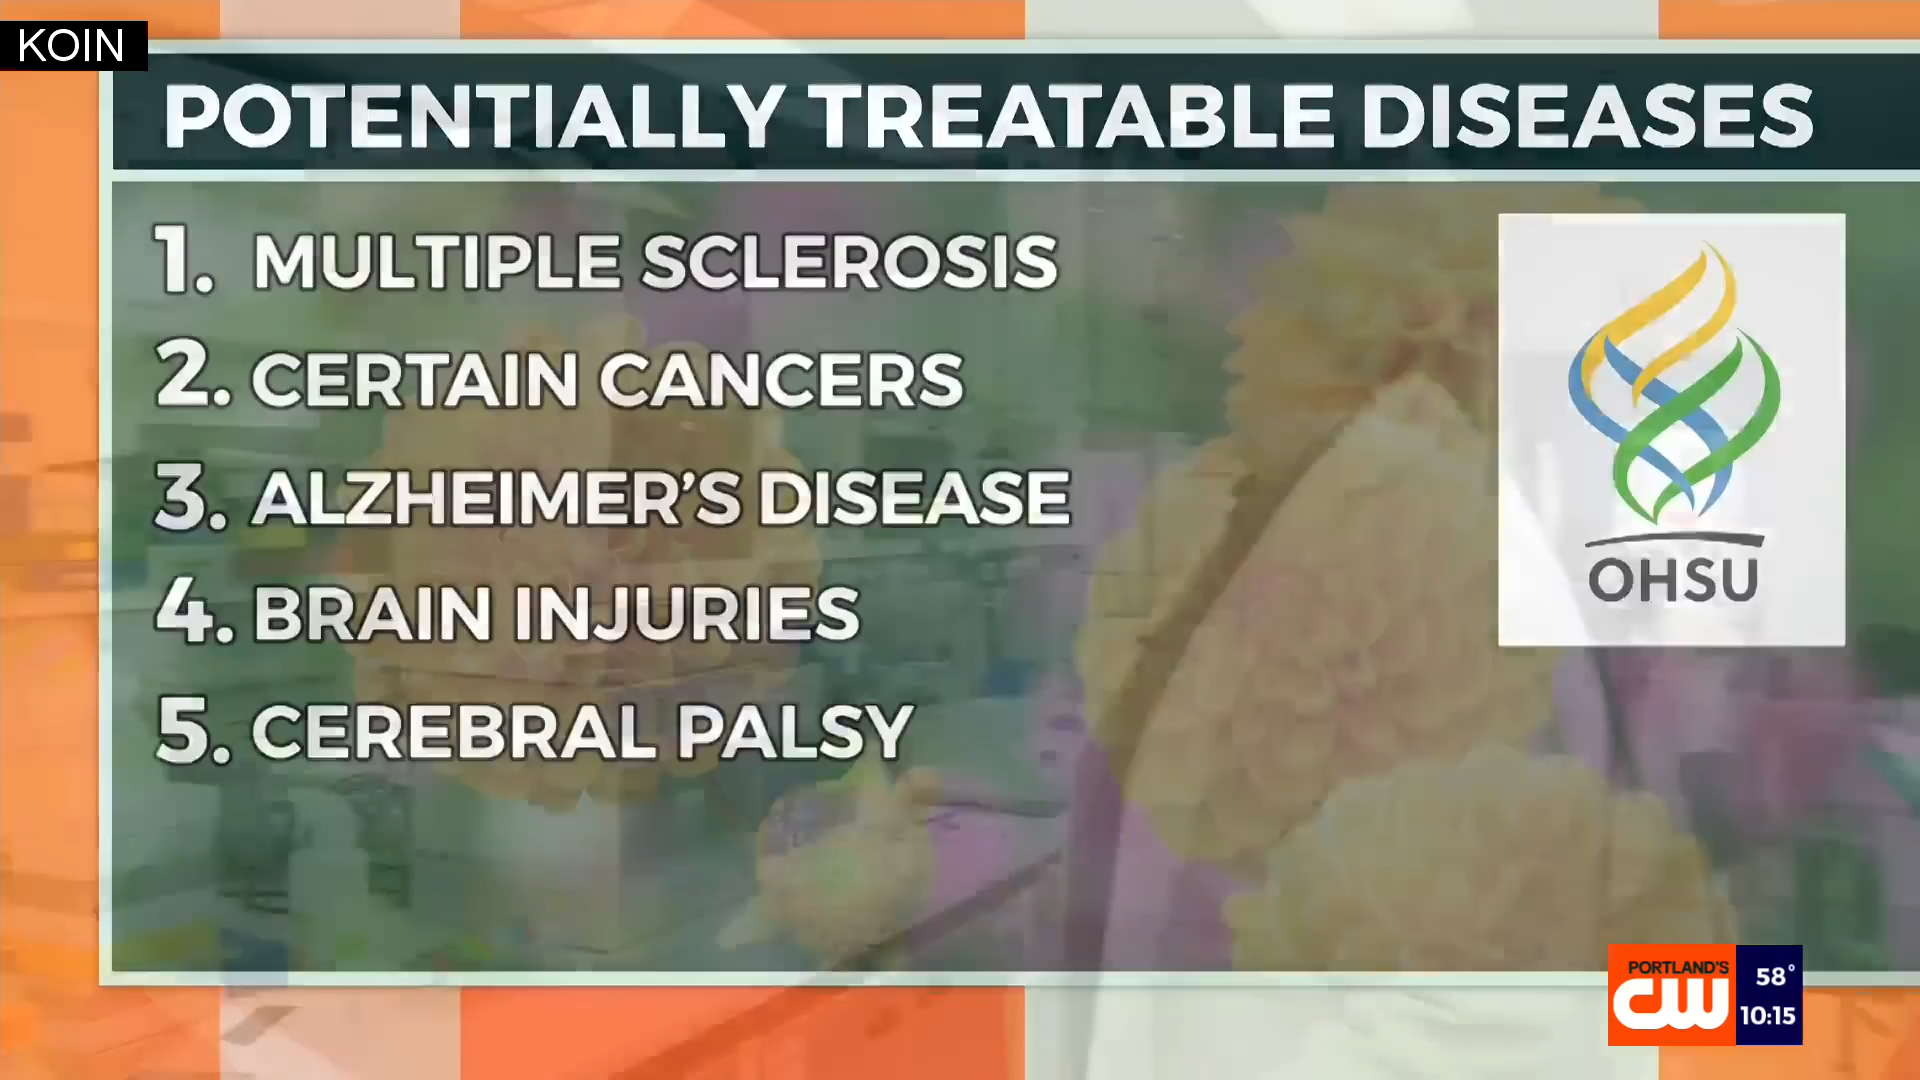 KOIN
POTENTIALLY TREATABLE DISEASES
1. MULTIPLE SCLEROSIS
2. CERTAIN CANCERS
3. ALZHEIMER’S DISEASE
4. BRAIN INJURIES
5. CEREBRAL PALSY
OHSU
PORTLAND'S
CW
58°
10:15